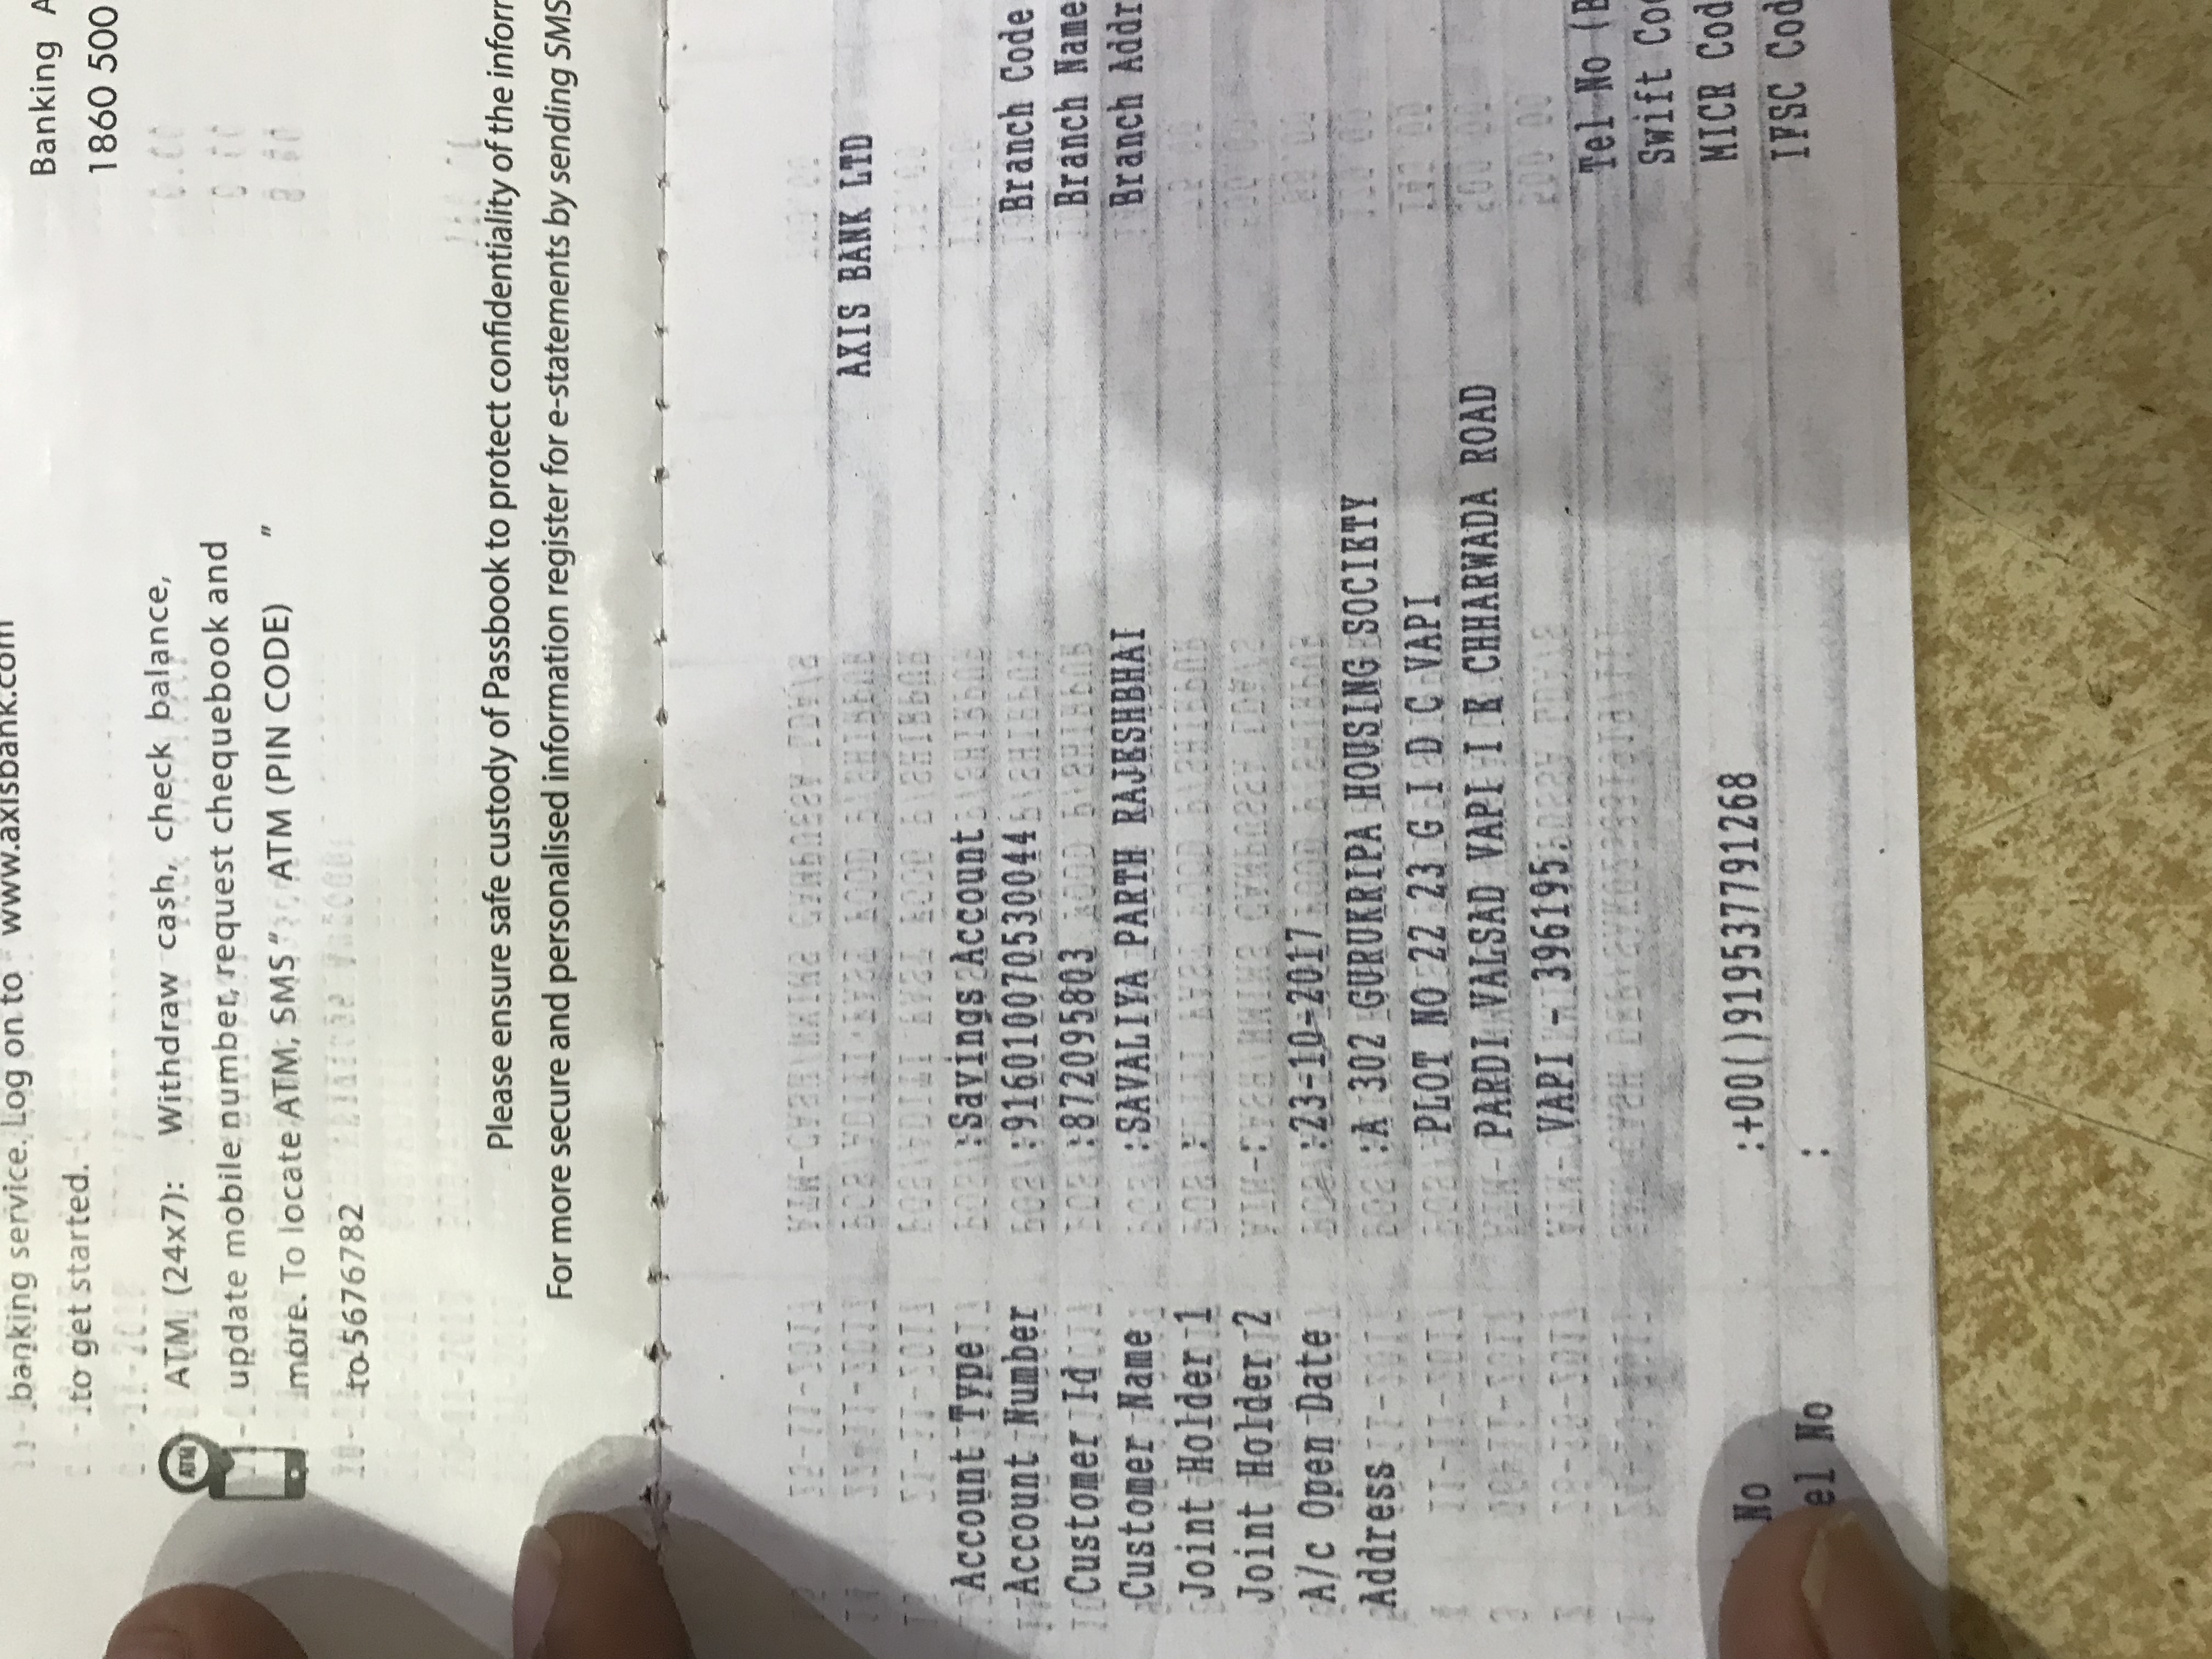 banking service. Log on to www.axisbank.com
to get started.
Banking
1860 500
ATM
ATM (24x7): Withdraw cash, check balance,
update mobile number, request chequebook and
more. To locate ATM, SMS " ATM (PIN CODE) "
to 5676782
Please ensure safe custody of Passbook to protect confidentiality of the
For more secure and personalised information register for e-statements by sending SMS
AXIS BANK LTD
Account Type :Savings Account
Account Number :916010070530044
Customer Id :872095803
Customer Name :SAVALIYA PARTH RAJESHBHAI
Joint Holder 1 :
Joint Holder 2 :
A/c Open Date :23-10-2017
Address :A 302 GURUKRIPA HOUSING SOCIETY
PLOT NO 22 23 G I D C VAPI
PARDI VALSAD VAPI I E CHHARWADA ROAD
VAPI - 396195.
No :+00()919537791268
el No :
Branch Code
Branch Name
Branch Addr
Tel No (B
Swift Co
MICR Cod
IFSC Cod